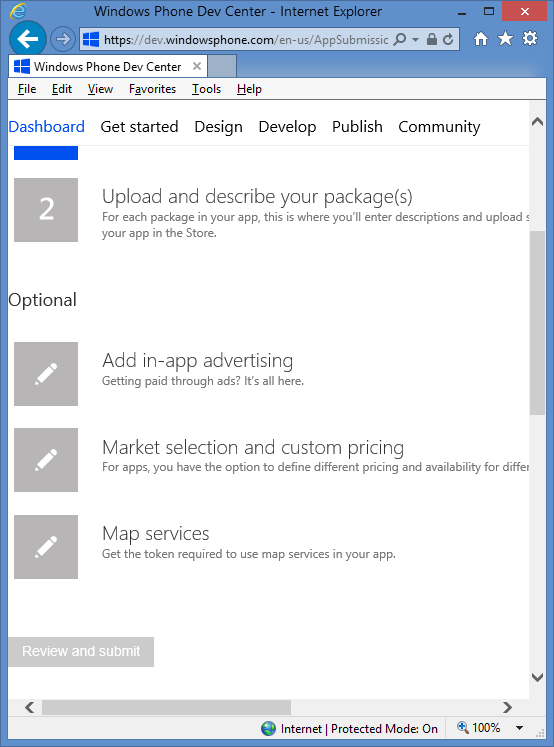 Windows Phone Dev Center - Internet Explorer
https://dev.windowsphone.com/en-us/AppSubmissic
Windows Phone Dev Center
File Edit View Favorites Tools Help
Dashboard Get started Design Develop Publish Community
2
Upload and describe your package(s)
For each package in your app, this is where you'll enter descriptions and upload s
your app in the Store.
Optional
Add in-app advertising
Getting paid through ads? It's all here.
Market selection and custom pricing
For apps, you have the option to define different pricing and availability for differ
Map services
Get the token required to use map services in your app.
Review and submit
Internet | Protected Mode: On
100%